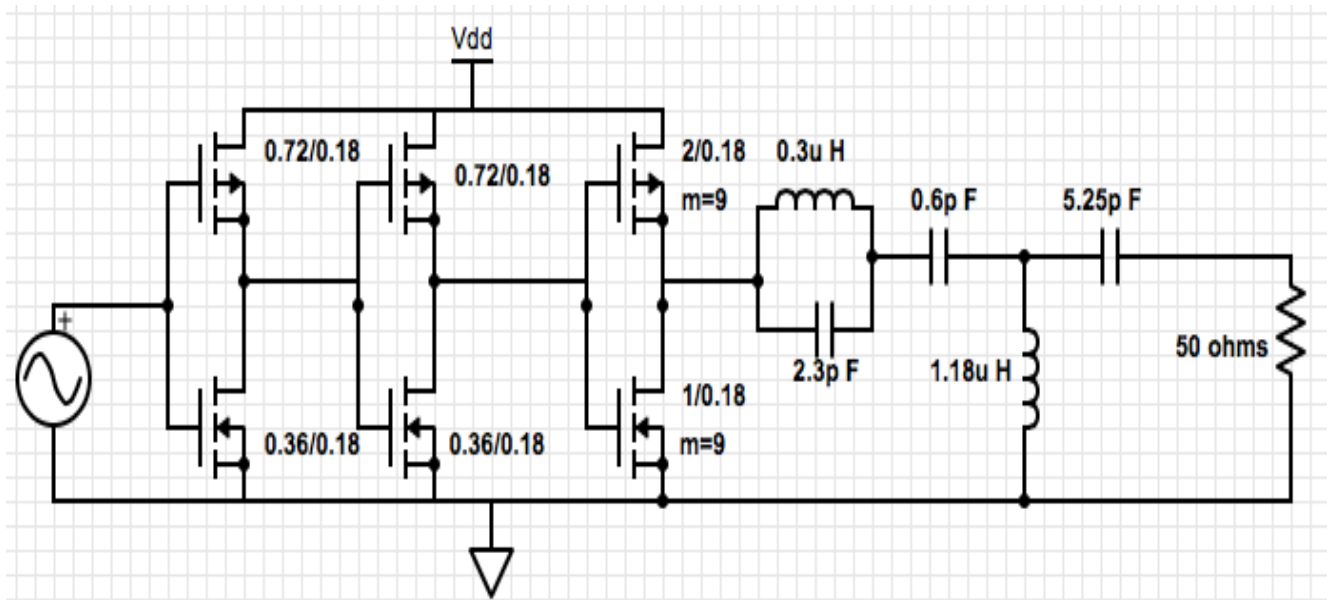 Vdd
0.72/0.18
0.72/0.18
2/0.18
m=9
0.3u H
0.6p F
5.25p F
+
2.3p F
1.18u H
50 ohms
0.36/0.18
0.36/0.18
1/0.18
m=9